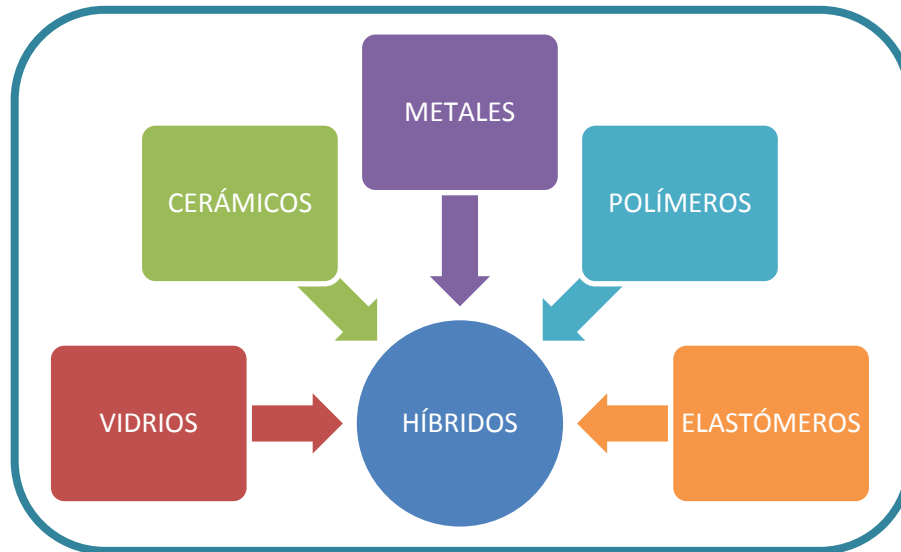 METALES
CERÁMICOS
POLÍMEROS
VIDRIOS
HÍBRIDOS
ELASTÓMEROS